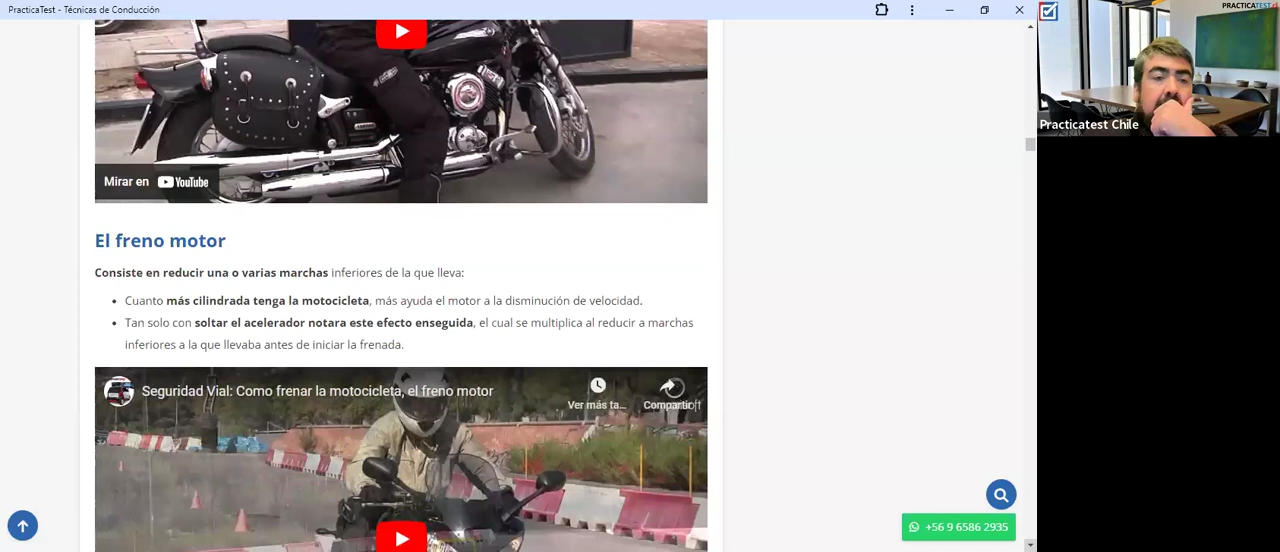 PracticaTest - Técnicas de Conducción
PRACTICATEST
Practicatest Chile
Mirar en YouTube
El freno motor
Consiste en reducir una o varias marchas inferiores de la que lleva:
• Cuanto más cilindrada tenga la motocicleta, más ayuda el motor a la disminución de velocidad.
• Tan solo con soltar el acelerador notara este efecto enseguida, el cual se multiplica al reducir a marchas
inferiores a la que llevaba antes de iniciar la frenada.
Seguridad Vial: Como frenar la motocicleta, el freno motor
Ver más ta...
Compartir
+56 9 6586 2935